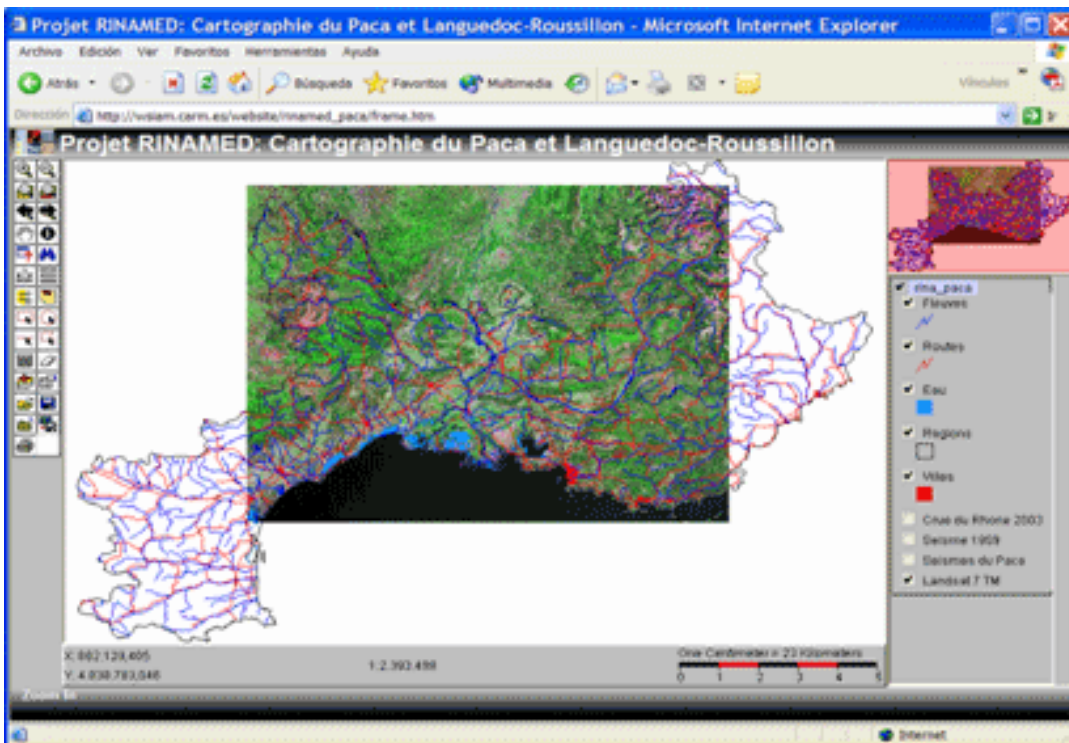 Projet RINAMED: Cartographie du Paca et Languedoc-Roussillon - Microsoft Internet Explorer
Archivo Edición Ver Favoritos Herramientas Ayuda
Atrás Búsqueda Favoritos Multimedia Vínculos
Dirección http://wsiam.carm.es/website/rinamed_paca/frame.htm Ir
Projet RINAMED: Cartographie du Paca et Languedoc-Roussillon
rina_paca
Fleuves
Routes
Eau
Regions
Villes
Crue du Rhone 2003
Seisme 1909
Seismes du Paca
Landsat 7 TM
X: 882.129,405
Y: 4.838.783,646
1:2.393.498
One Centimeter = 23 Kilometers
0 1 2 3 4 5
Zoom In
Internet